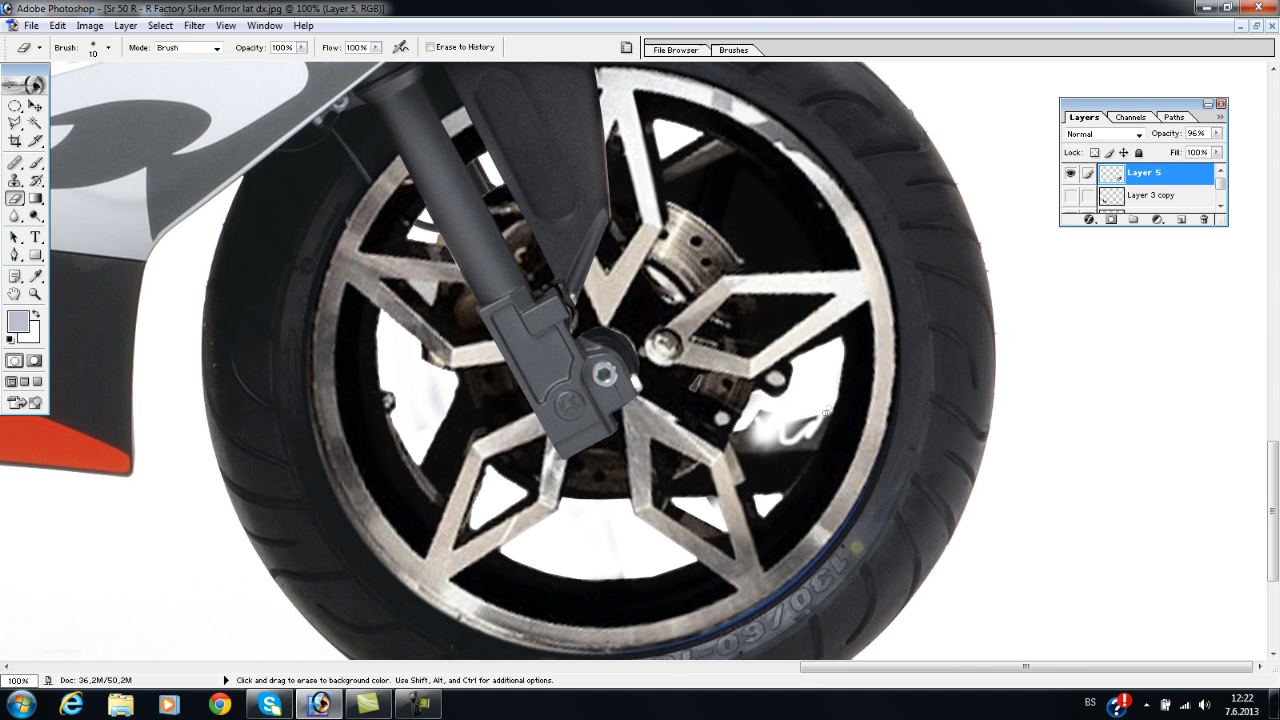 Adobe Photoshop - [Sr 50 R - R Factory Silver Mirror lat dx.jpg @ 100% (Layer 5, RGB)]
File Edit Image Layer Select Filter View Window Help
Brush: 10 Mode: Brush Opacity: 100% Flow: 100% Erase to History File Browser Brushes
Layers Channels Paths
Normal Opacity: 96%
Lock: Fill: 100%
Layer 5
Layer 3 copy
T
130/60-
100% Doc: 36,2M/50,2M Click and drag to erase to background color. Use Shift, Alt, and Ctrl for additional options.
BS 12:22
7.6.2013